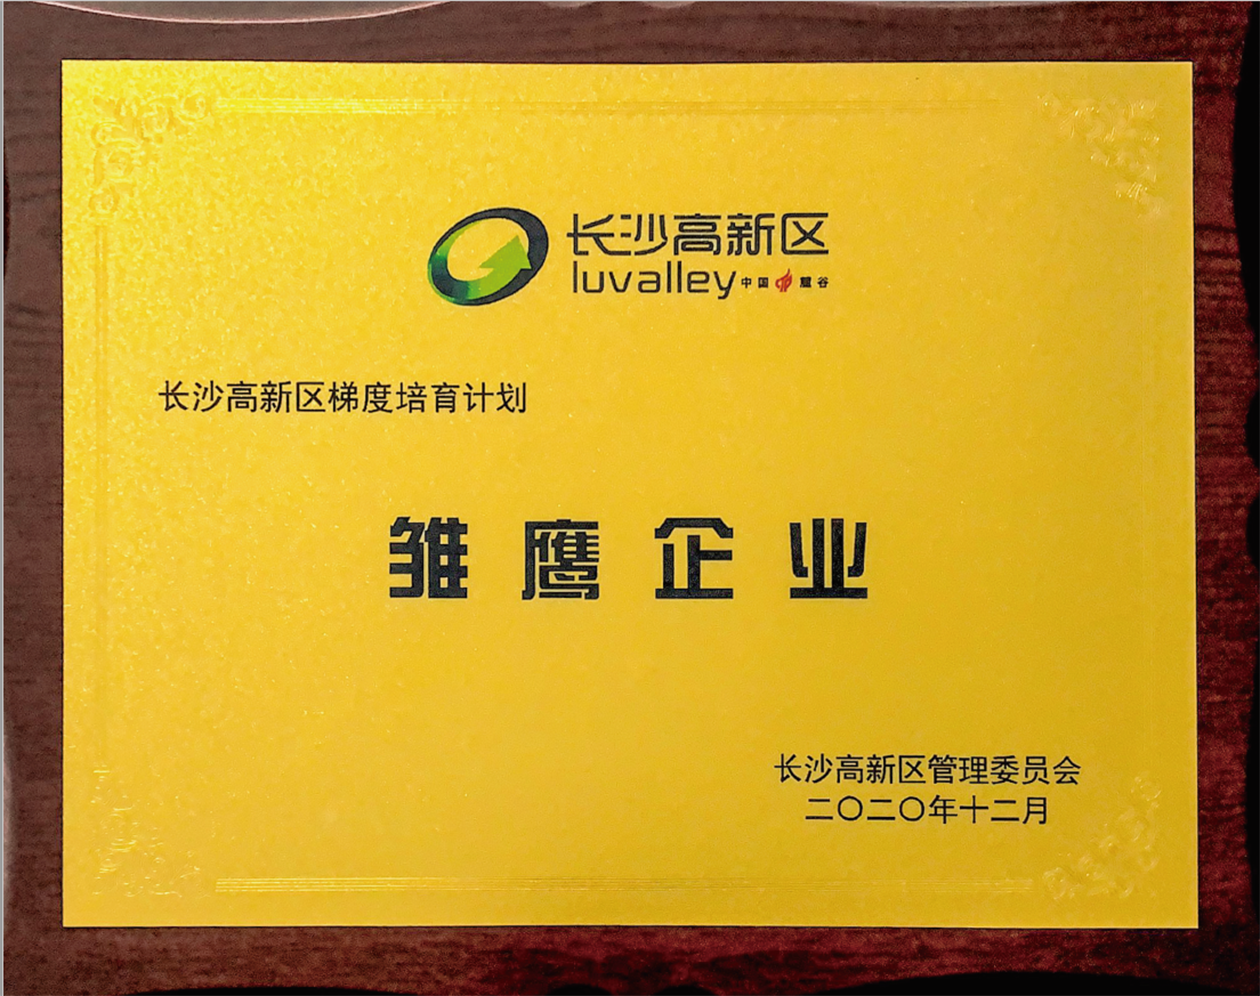 长沙高新区
luvalley 中国麓谷
长沙高新区梯度培育计划
雏鹰企业
长沙高新区管理委员会
二〇二〇年十二月